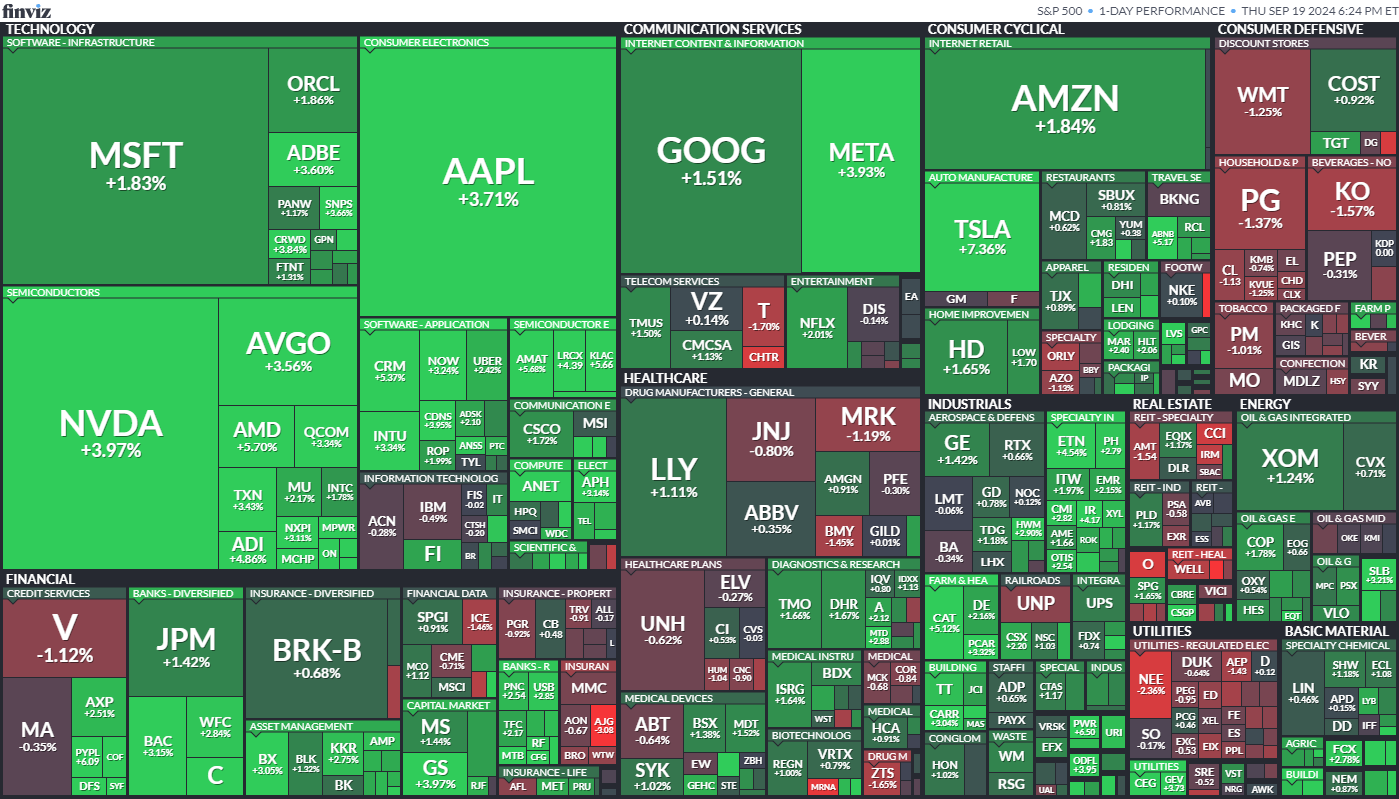 finviz
S&P 500 • 1-DAY PERFORMANCE • THU SEP 19 2024 6:24 PM ET
TECHNOLOGY
SOFTWARE - INFRASTRUCTURE
MSFT
+1.83%
ORCL
+1.86%
ADBE
+3.60%
PANW
+1.17%
SNPS
+3.66%
CRWD
+3.84%
GPN
FTNT
+1.31%
CONSUMER ELECTRONICS
AAPL
+3.71%
SEMICONDUCTORS
NVDA
+3.97%
AVGO
+3.56%
AMD
+5.70%
QCOM
+3.34%
TXN
+3.43%
MU
+2.17%
INTC
+1.78%
ADI
+4.86%
NXPI
+3.11%
MPWR
MCHP
ON
SOFTWARE - APPLICATION
CRM
+5.37%
NOW
+3.24%
UBER
+2.42%
INTU
+3.34%
CDNS
+3.95%
ADSK
+2.10
ROP
+1.99%
ANSS
PTC
TYL
SEMICONDUCTOR E
AMAT
+5.68%
LRCX
+4.39
KLAC
+5.66
COMMUNICATION E
CSCO
+1.72%
MSI
INFORMATION TECHNOLOG
ACN
-0.28%
IBM
-0.49%
FIS
-0.02
IT
FI
CTSH
-0.20
BR
COMPUTE
ANET
HPQ
SMCI
WDC
ELECT
APH
+3.14%
TEL
SCIENTIFIC &
COMMUNICATION SERVICES
INTERNET CONTENT & INFORMATION
GOOG
+1.51%
META
+3.93%
TELECOM SERVICES
TMUS
+1.50%
VZ
+0.14%
T
-1.70%
CMCSA
+1.13%
CHTR
ENTERTAINMENT
NFLX
+2.01%
DIS
-0.14%
EA
CONSUMER CYCLICAL
INTERNET RETAIL
AMZN
+1.84%
AUTO MANUFACTURE
TSLA
+7.36%
GM
F
RESTAURANTS
MCD
+0.62%
SBUX
+0.81%
CMG
+1.83
YUM
+0.38
TRAVEL SE
BKNG
ABNB
+5.17
RCL
HOME IMPROVEMEN
HD
+1.65%
LOW
+1.70
APPAREL
TJX
+0.89%
RESIDEN
DHI
LEN
FOOTW
NKE
+0.10%
SPECIALTY
ORLY
AZO
-1.13%
BBY
LODGING
MAR
+2.40
HLT
+2.06
LVS
GPC
PACKAGI
IP
CONSUMER DEFENSIVE
DISCOUNT STORES
WMT
-1.25%
COST
+0.92%
TGT
DG
HOUSEHOLD & P
PG
-1.37%
CL
-1.13
KMB
-0.74%
EL
KVUE
-1.25%
CHD
CLX
BEVERAGES - NO
KO
-1.57%
PEP
-0.31%
KDP
0.00
TOBACCO
PM
-1.01%
MO
PACKAGED F
KHC
K
GIS
FARM P
BEVER
CONFECTION
MDLZ
HSY
KR
SYY
HEALTHCARE
DRUG MANUFACTURERS - GENERAL
LLY
+1.11%
JNJ
-0.80%
MRK
-1.19%
ABBV
+0.35%
AMGN
+0.91%
PFE
-0.30%
BMY
-1.45%
GILD
+0.01%
HEALTHCARE PLANS
UNH
-0.62%
ELV
-0.27%
CI
+0.53%
CVS
-0.03
HUM
-1.04
CNC
-0.90
DIAGNOSTICS & RESEARCH
TMO
+1.66%
DHR
+1.67%
IQV
+0.80
IDXX
+1.13
A
+2.12
MTD
+2.88
MEDICAL DEVICES
ABT
-0.64%
BSX
+1.38%
MDT
+1.52%
SYK
+1.02%
EW
ZBH
GEHC
STE
MEDICAL INSTRU
ISRG
+1.64%
BDX
WST
MEDICAL
MCK
-0.68
COR
-0.84
MEDICAL
HCA
+0.91%
BIOTECHNOLOG
REGN
+1.00%
VRTX
+0.79%
MRNA
DRUG M
ZTS
-1.65%
INDUSTRIALS
AEROSPACE & DEFENS
GE
+1.42%
RTX
+0.66%
LMT
-0.06%
GD
+0.78%
NOC
+0.12%
BA
-0.34%
TDG
+1.18%
HWM
+2.90%
LHX
SPECIALTY IN
ETN
+4.54%
PH
+2.79
ITW
+1.97%
EMR
+2.15%
CMI
+2.82
IR
+4.17
XYL
AME
+1.66
ROK
OTIS
+2.54
FARM & HEA
CAT
+5.12%
DE
+2.16%
PCAR
+3.32%
RAILROADS
UNP
CSX
+2.20
NSC
+1.03
INTEGRA
UPS
FDX
+0.74
BUILDING
TT
JCI
CARR
+3.04%
MAS
STAFFI
ADP
+0.65%
PAYX
SPECIAL
CTAS
+1.17
INDUS
VRSK
EFX
PWR
+6.50
URI
CONGLOM
HON
+1.02%
WASTE
WM
RSG
UAL
ODFL
+3.95
REAL ESTATE
REIT - SPECIALTY
AMT
-1.54
EQIX
+1.17%
CCI
IRM
DLR
SBAC
REIT - IND
PLD
+1.17%
PSA
-0.58
EXR
REIT -
AVB
ESS
O
SPG
+1.65%
REIT - HEAL
WELL
CBRE
VICI
CSGP
ENERGY
OIL & GAS INTEGRATED
XOM
+1.24%
CVX
+0.71%
OIL & GAS E
COP
+1.78%
EOG
+0.66
OXY
+0.54%
HES
EQT
OIL & GAS MID
OKE
KMI
OIL & G
MPC
PSX
VLO
SLB
+3.21%
UTILITIES
UTILITIES - REGULATED ELEC
NEE
-2.36%
DUK
-0.64%
AEP
-1.43
D
+0.12
SO
-0.17%
PEG
-0.95
ED
PCG
+0.46
XEL
FE
EXC
-0.53
EIX
ES
PPL
UTILITIES
CEG
GEV
+3.73
SRE
-0.52
VST
NRG
AWK
BASIC MATERIAL
SPECIALTY CHEMICAL
LIN
+0.46%
SHW
+1.18%
ECL
+1.08
APD
+0.15%
LYB
DD
IFF
AGRIC
FCX
+2.78%
BUILDI
NEM
+0.87%
FINANCIAL
CREDIT SERVICES
V
-1.12%
MA
-0.35%
AXP
+2.51%
PYPL
+6.09
COF
DFS
SYF
BANKS - DIVERSIFIED
JPM
+1.42%
BAC
+3.15%
WFC
+2.84%
C
INSURANCE - DIVERSIFIED
BRK-B
+0.68%
ASSET MANAGEMENT
BX
+3.05%
BLK
+1.32%
KKR
+2.75%
AMP
BK
FINANCIAL DATA
SPGI
+0.91%
ICE
-1.46%
MCO
+1.12
CME
-0.71%
MSCI
CAPITAL MARKET
MS
+1.44%
GS
+3.97%
RJF
INSURANCE - PROPERT
PGR
-0.92%
CB
+0.48
TRV
-0.91
ALL
-0.17
L
BANKS - R
PNC
+2.54
USB
+2.85
TFC
+2.17
RF
MTB
CFG
INSURAN
MMC
AON
-0.67
AJG
-3.08
BRO
WTW
INSURANCE - LIFE
AFL
MET
PRU